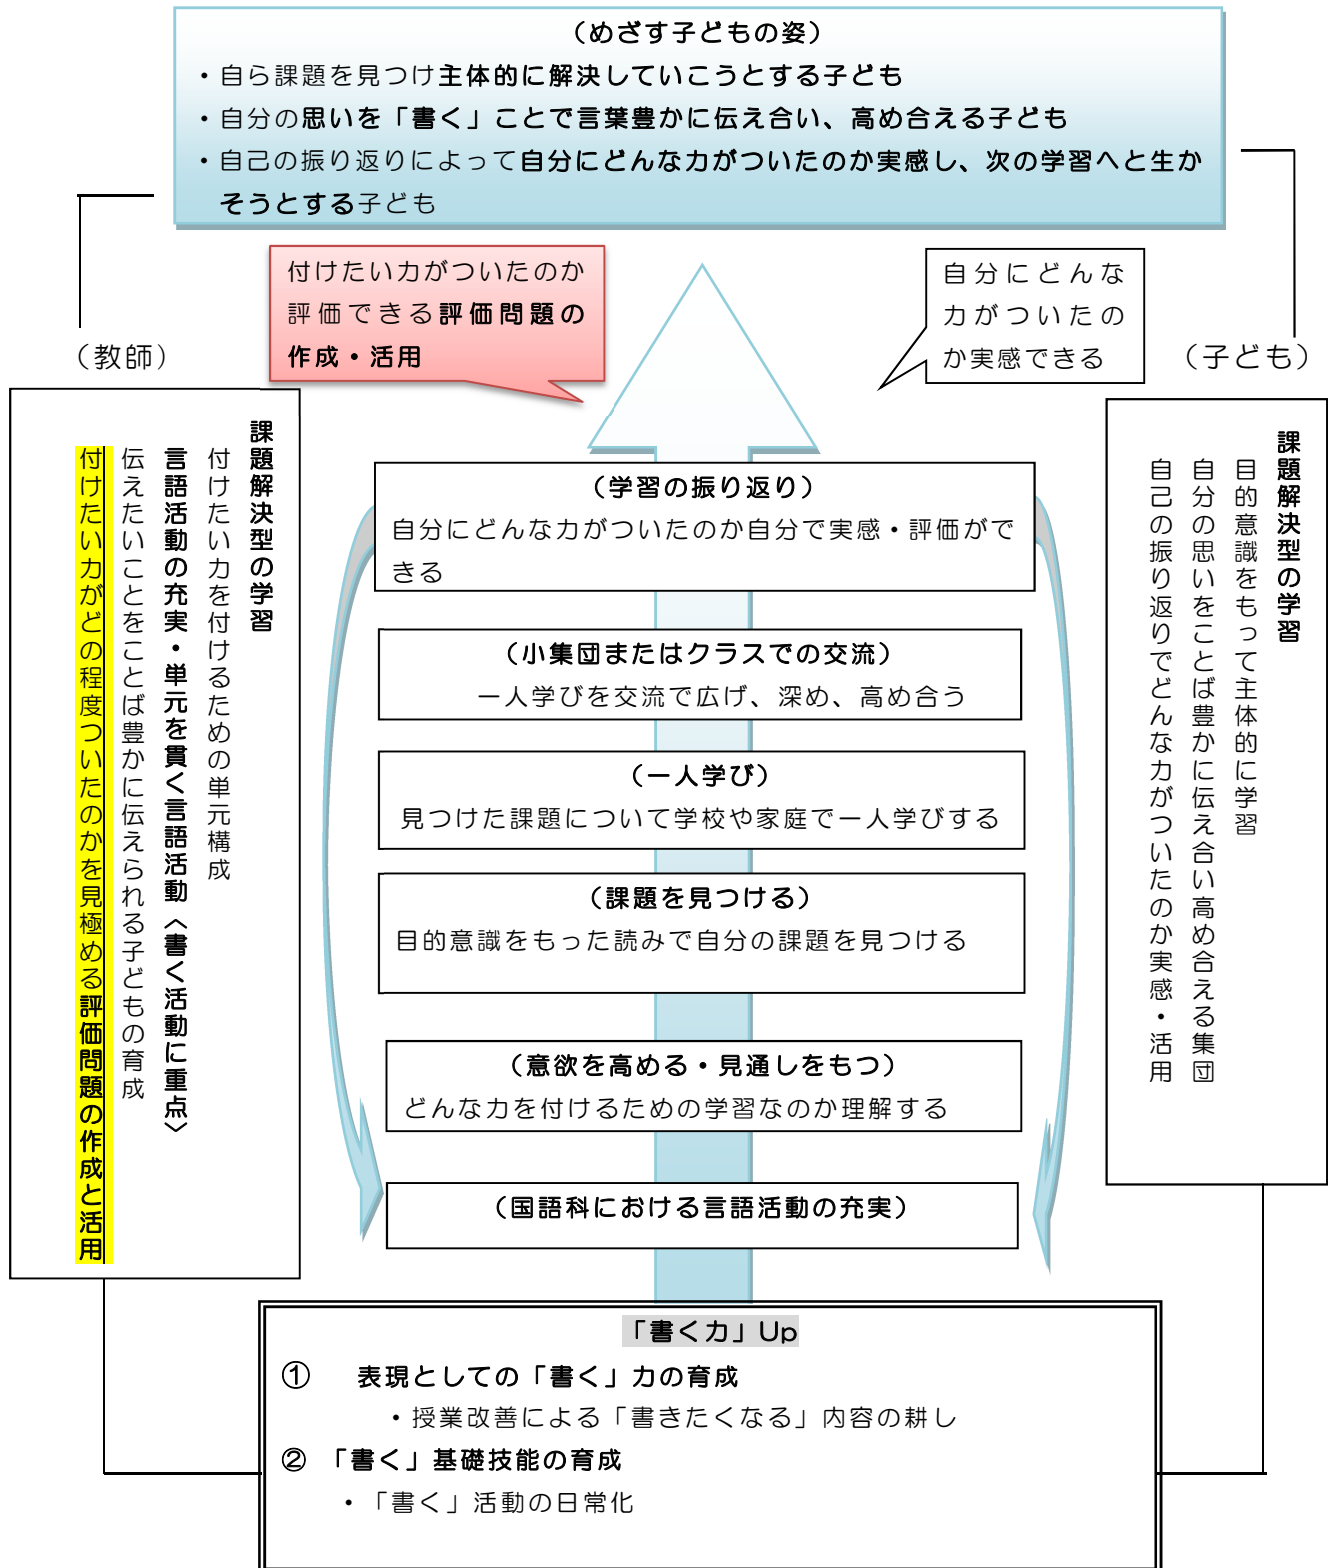 （めざす子どもの姿）
・自ら課題を見つけ主体的に解決していこうとする子ども
・自分の思いを「書く」ことで言葉豊かに伝え合い、高め合える子ども
・自己の振り返りによって自分にどんな力がついたのか実感し、次の学習へと生か
そうとする子ども
付けたい力がついたのか
評価できる評価問題の
作成・活用
自分にどんな
力がついたの
か実感できる
（教師）
（子ども）
課題解決型の学習
付けたい力を付けるための単元構成
言語活動の充実・単元を貫く言語活動〈書く活動に重点〉
伝えたいことをことば豊かに伝えられる子どもの育成
付けたい力がどの程度ついたのかを見極める評価問題の作成と活用
（学習の振り返り）
自分にどんな力がついたのか自分で実感・評価がで
きる
（小集団またはクラスでの交流）
一人学びを交流で広げ、深め、高め合う
（一人学び）
見つけた課題について学校や家庭で一人学びする
（課題を見つける）
目的意識をもった読みで自分の課題を見つける
（意欲を高める・見通しをもつ）
どんな力を付けるための学習なのか理解する
（国語科における言語活動の充実）
課題解決型の学習
目的意識をもって主体的に学習
自分の思いをことば豊かに伝え合い高め合える集団
自己の振り返りでどんな力がついたのか実感・活用
「書く力」Up
① 表現としての「書く」力の育成
・授業改善による「書きたくなる」内容の耕し
② 「書く」基礎技能の育成
・「書く」活動の日常化